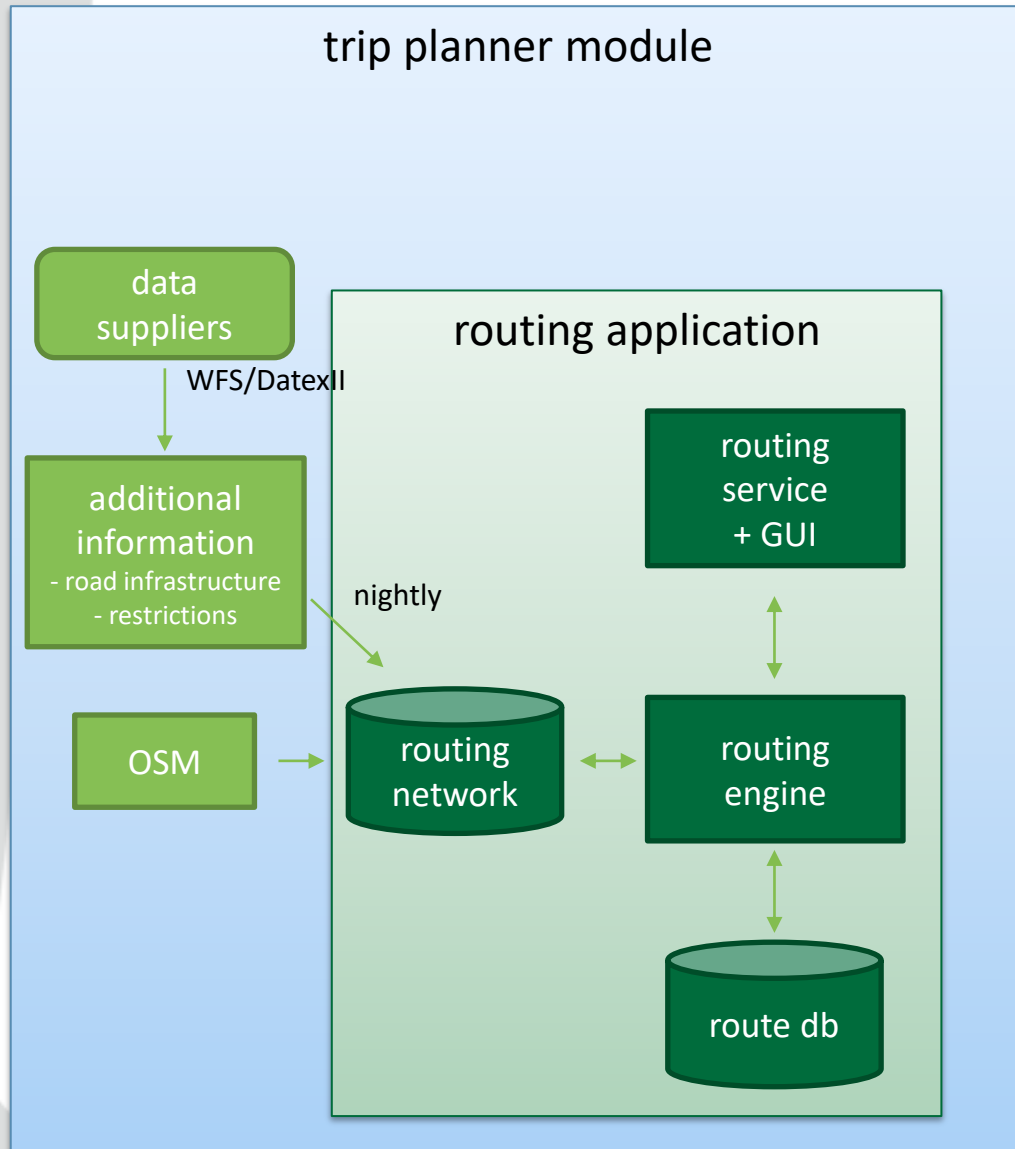 trip planner module
data
suppliers
WFS/DatexII
additional
information
- road infrastructure
- restrictions
nightly
OSM
routing application
routing
service
+ GUI
routing
network
routing
engine
route db